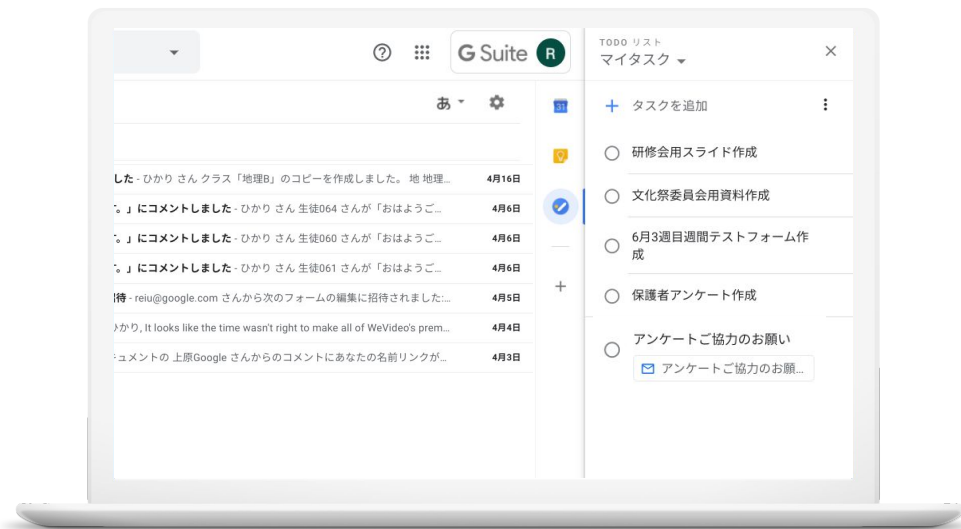 G Suite
R
あ
31
した - ひかり さん クラス「地理B」のコピーを作成しました。 地 地理... 4月16日
。」にコメントしました - ひかり さん 生徒064 さんが「おはようご... 4月6日
。」にコメントしました - ひかり さん 生徒060 さんが「おはようご... 4月6日
。」にコメントしました - ひかり さん 生徒061 さんが「おはようご... 4月6日
待 - reiu@google.com さんから次のフォームの編集に招待されました:... 4月5日
かり, It looks like the time wasn't right to make all of WeVideo's prem... 4月4日
ュメントの 上原Google さんからのコメントにあなたの名前リンクが... 4月3日
TODO リスト
マイタスク
タスクを追加
研修会用スライド作成
文化祭委員会用資料作成
6月3週目週間テストフォーム作
成
保護者アンケート作成
アンケートご協力のお願い
アンケートご協力のお願...